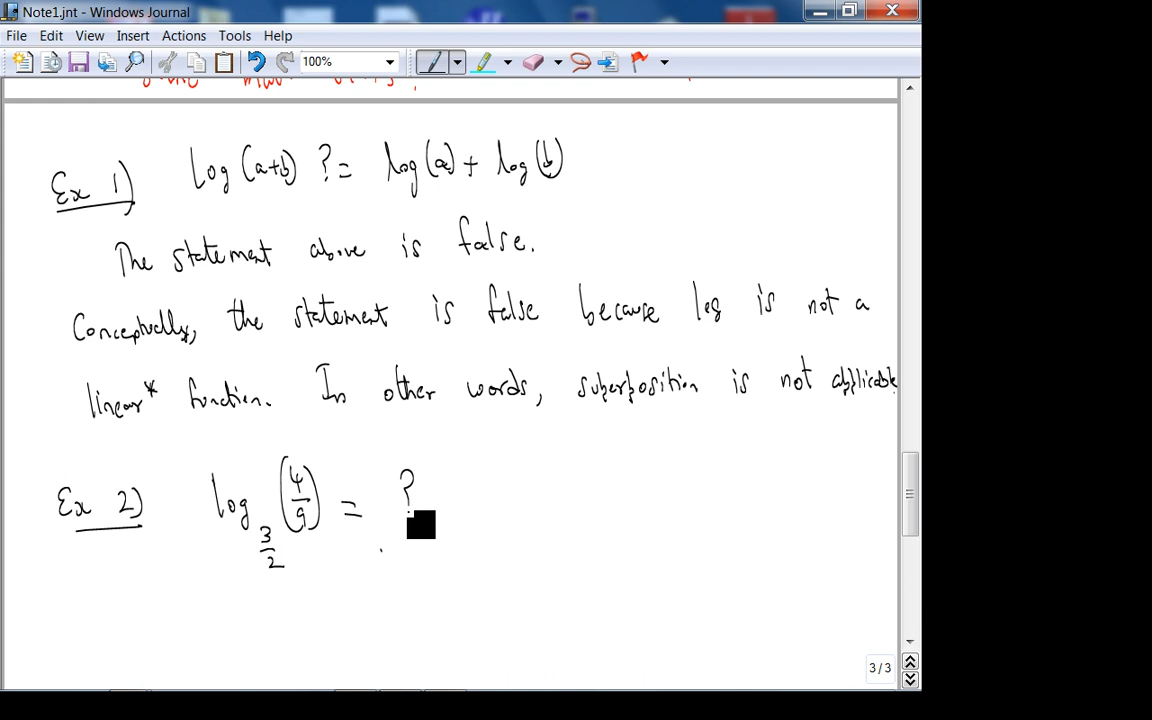 Note1.jnt - Windows Journal
File Edit View Insert Actions Tools Help
100%
Ex 1) log(a+b) ?= log(a) + log(b)
The statement above is false.
Conceptually, the statement is false because log is not a
linear* function. In other words, superposition is not applicable
Ex 2) log_{3/2} (4/9) = ?
3/3